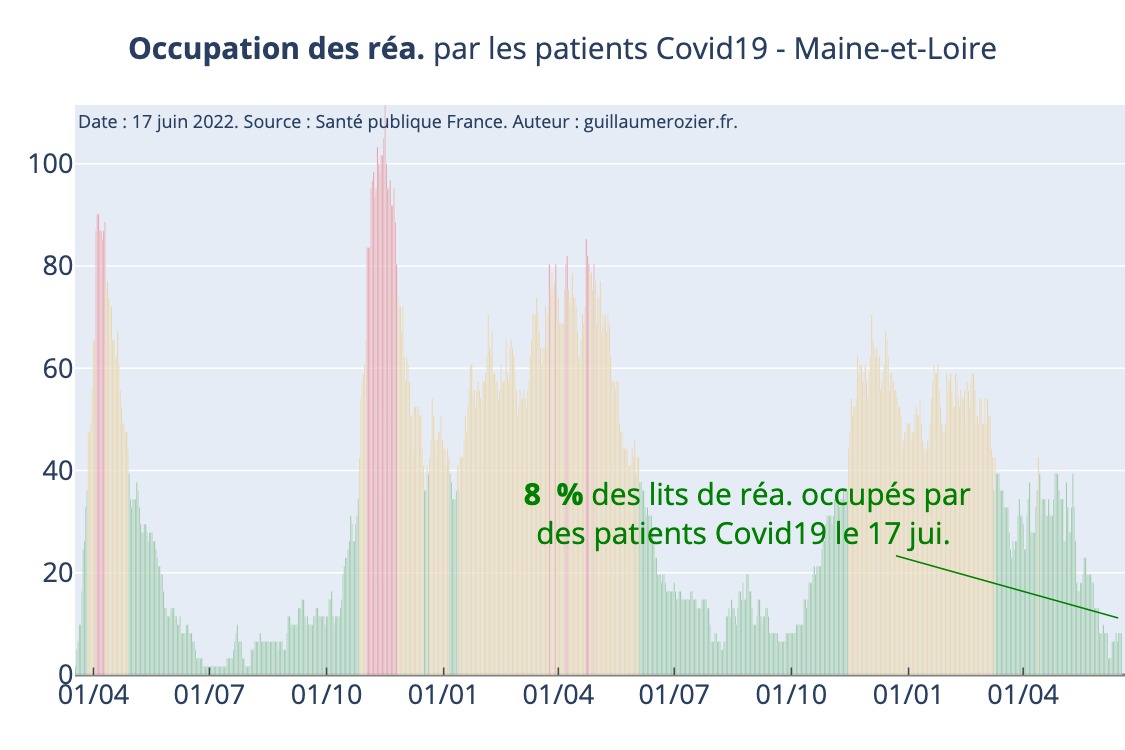 Occupation des réa. par les patients Covid19 - Maine-et-Loire
Date : 17 juin 2022. Source : Santé publique France. Auteur : guillaumerozier.fr.
100
80
60
40
8 % des lits de réa. occupés par
des patients Covid19 le 17 jui.
20
0
01/04 01/07 01/10 01/01 01/04 01/07 01/10 01/01 01/04